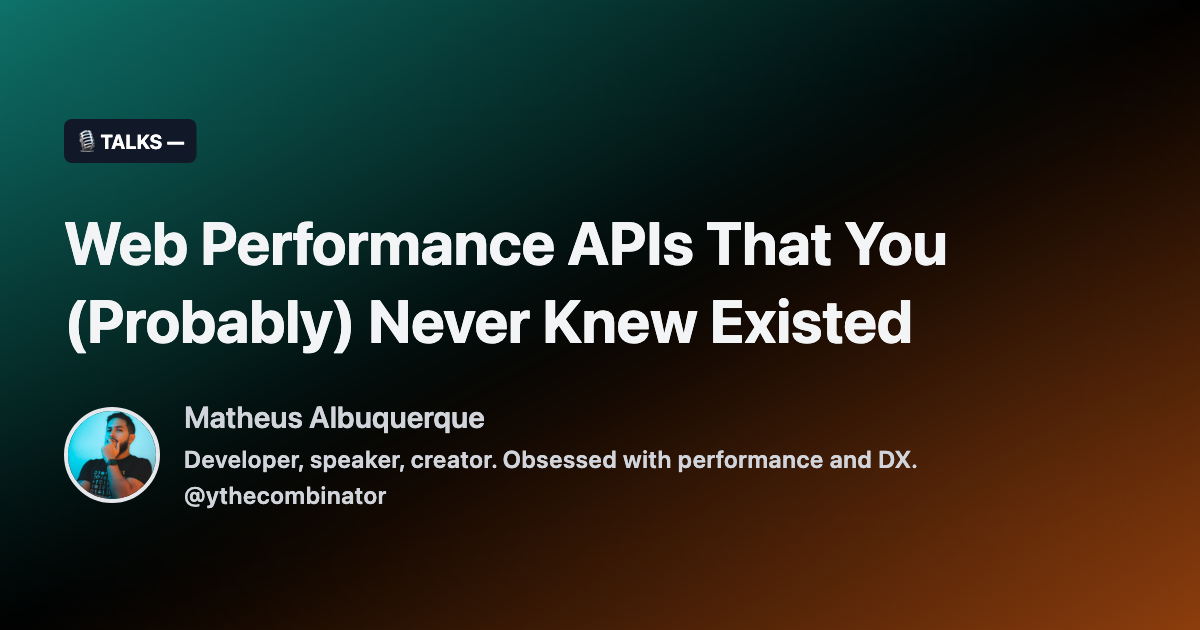 🎙️ TALKS —
Web Performance APIs That You
(Probably) Never Knew Existed
Matheus Albuquerque
Developer, speaker, creator. Obsessed with performance and DX.
@ythecombinator